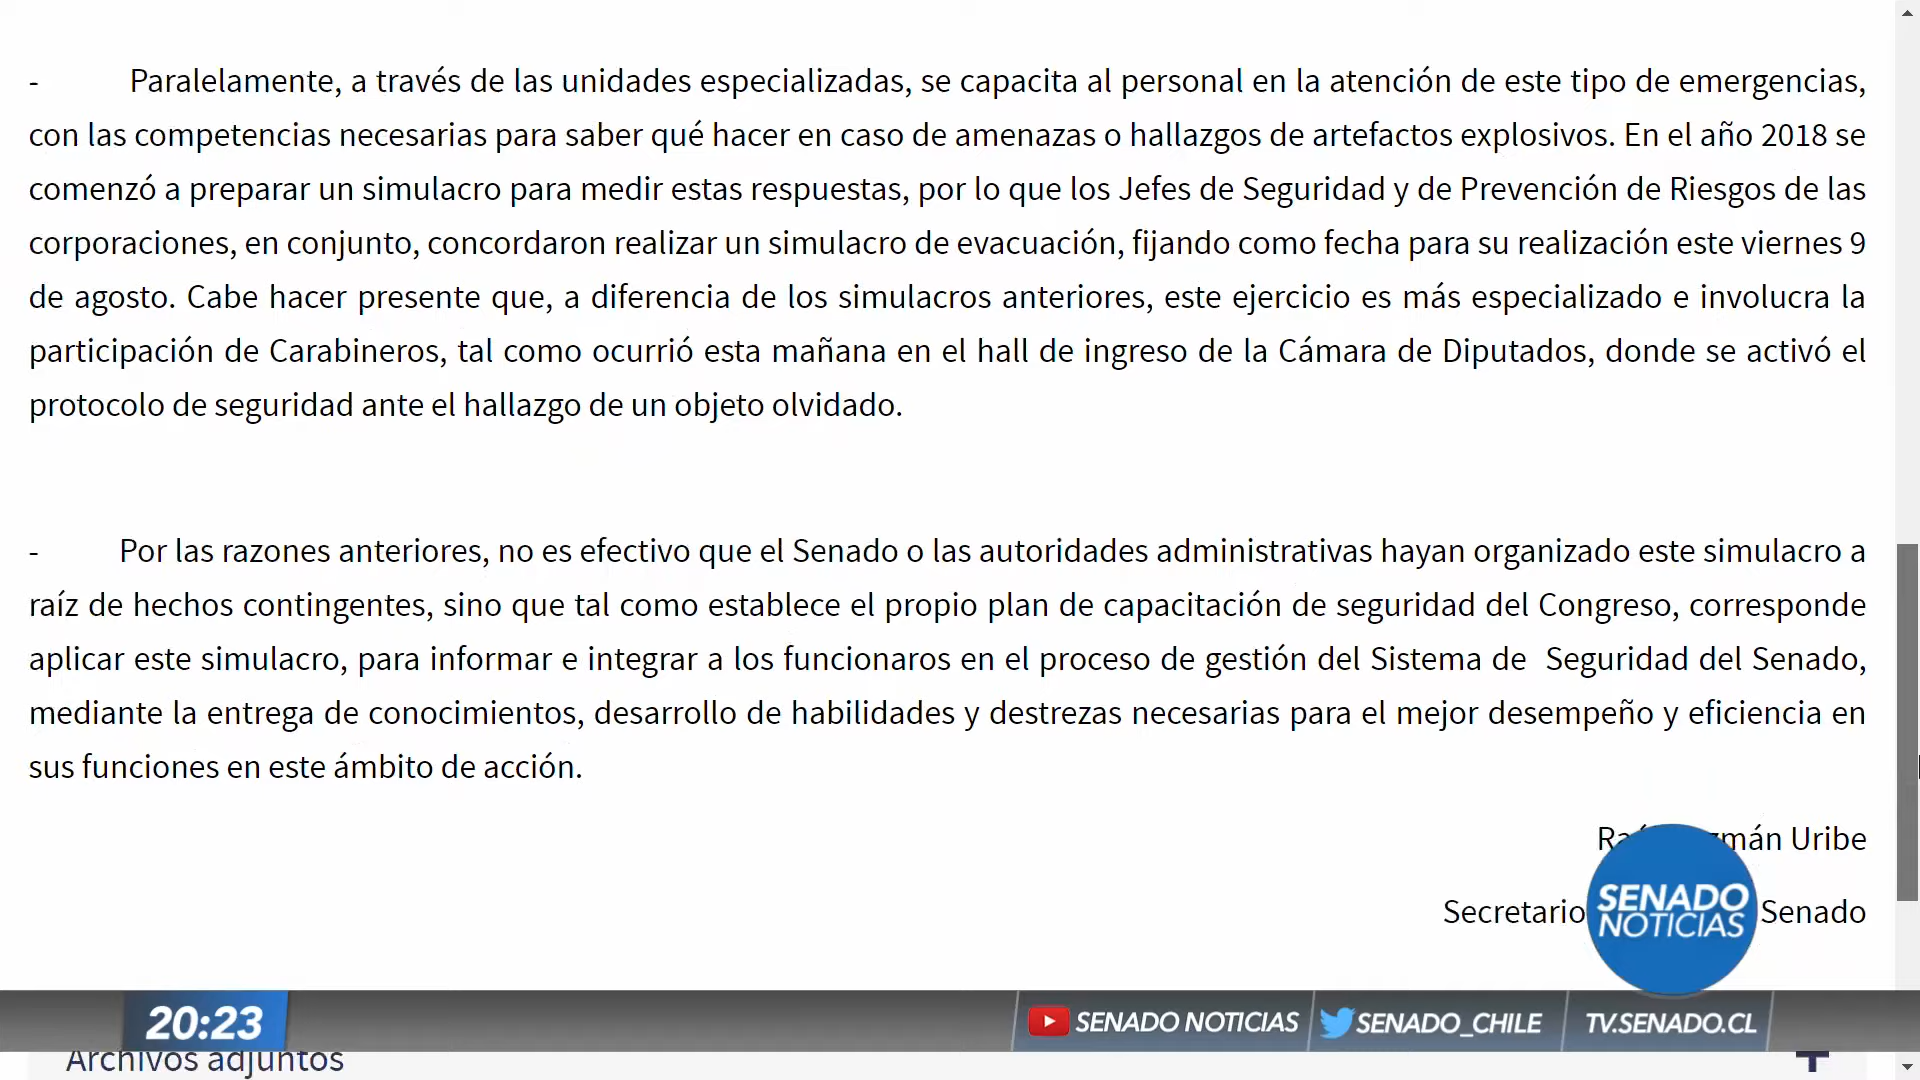 - Paralelamente, a través de las unidades especializadas, se capacita al personal en la atención de este tipo de emergencias,
con las competencias necesarias para saber qué hacer en caso de amenazas o hallazgos de artefactos explosivos. En el año 2018 se
comenzó a preparar un simulacro para medir estas respuestas, por lo que los Jefes de Seguridad y de Prevención de Riesgos de las
corporaciones, en conjunto, concordaron realizar un simulacro de evacuación, fijando como fecha para su realización este viernes 9
de agosto. Cabe hacer presente que, a diferencia de los simulacros anteriores, este ejercicio es más especializado e involucra la
participación de Carabineros, tal como ocurrió esta mañana en el hall de ingreso de la Cámara de Diputados, donde se activó el
protocolo de seguridad ante el hallazgo de un objeto olvidado.
- Por las razones anteriores, no es efectivo que el Senado o las autoridades administrativas hayan organizado este simulacro a
raíz de hechos contingentes, sino que tal como establece el propio plan de capacitación de seguridad del Congreso, corresponde
aplicar este simulacro, para informar e integrar a los funcionaros en el proceso de gestión del Sistema de Seguridad del Senado,
mediante la entrega de conocimientos, desarrollo de habilidades y destrezas necesarias para el mejor desempeño y eficiencia en
sus funciones en este ámbito de acción.
Uribe
Secretario Senado
SENADO
NOTICIAS
20:23 SENADO NOTICIAS SENADO_CHILE TV.SENADO.CL
Archivos adjuntos